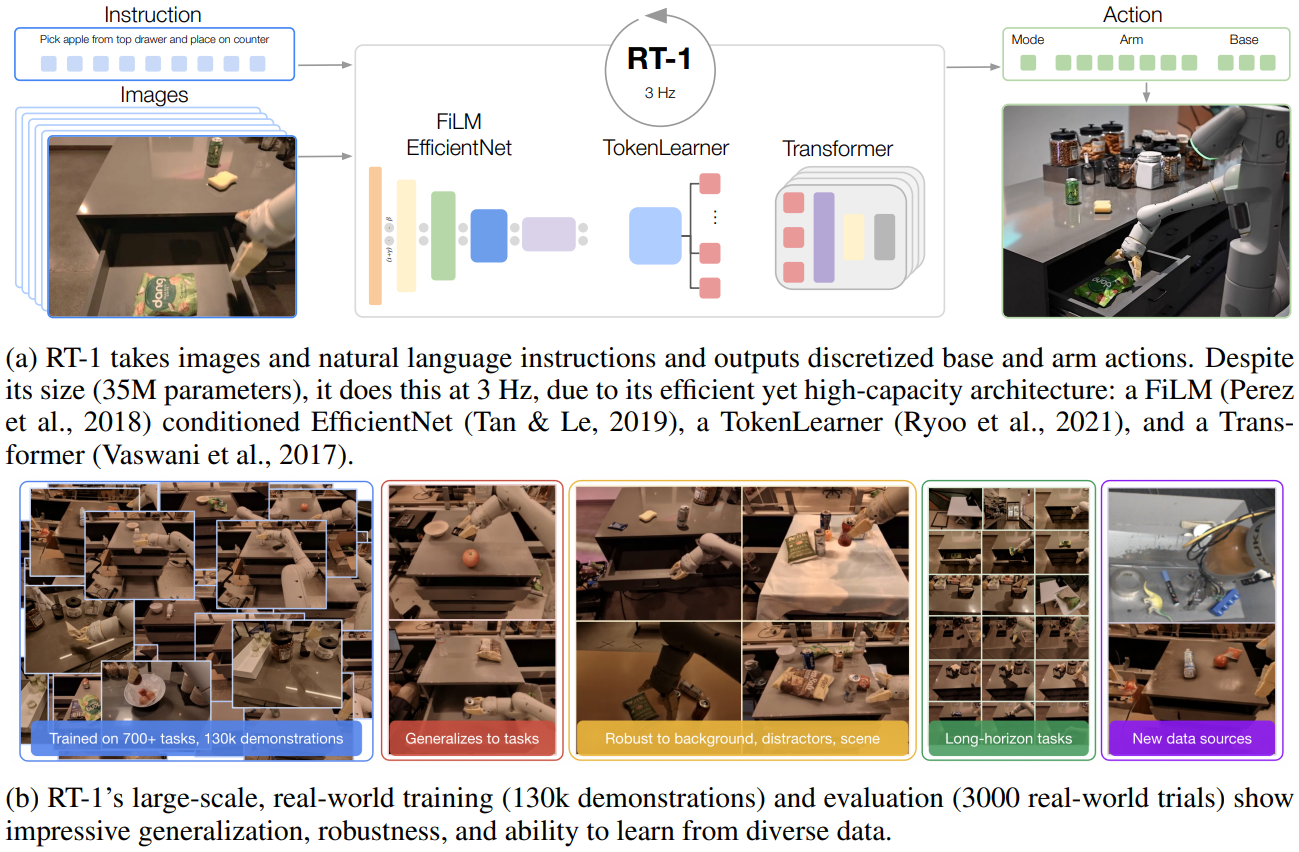 Instruction
Pick apple from top drawer and place on counter
Images
RT-1
3 Hz
FiLM
EfficientNet
TokenLearner
Transformer
Action
Mode Arm Base
dang
(a) RT-1 takes images and natural language instructions and outputs discretized base and arm actions. Despite
its size (35M parameters), it does this at 3 Hz, due to its efficient yet high-capacity architecture: a FiLM (Perez
et al., 2018) conditioned EfficientNet (Tan & Le, 2019), a TokenLearner (Ryoo et al., 2021), and a Trans-
former (Vaswani et al., 2017).
Trained on 700+ tasks, 130k demonstrations
Generalizes to tasks
Robust to background, distractors, scene
Long-horizon tasks
New data sources
(b) RT-1's large-scale, real-world training (130k demonstrations) and evaluation (3000 real-world trials) show
impressive generalization, robustness, and ability to learn from diverse data.